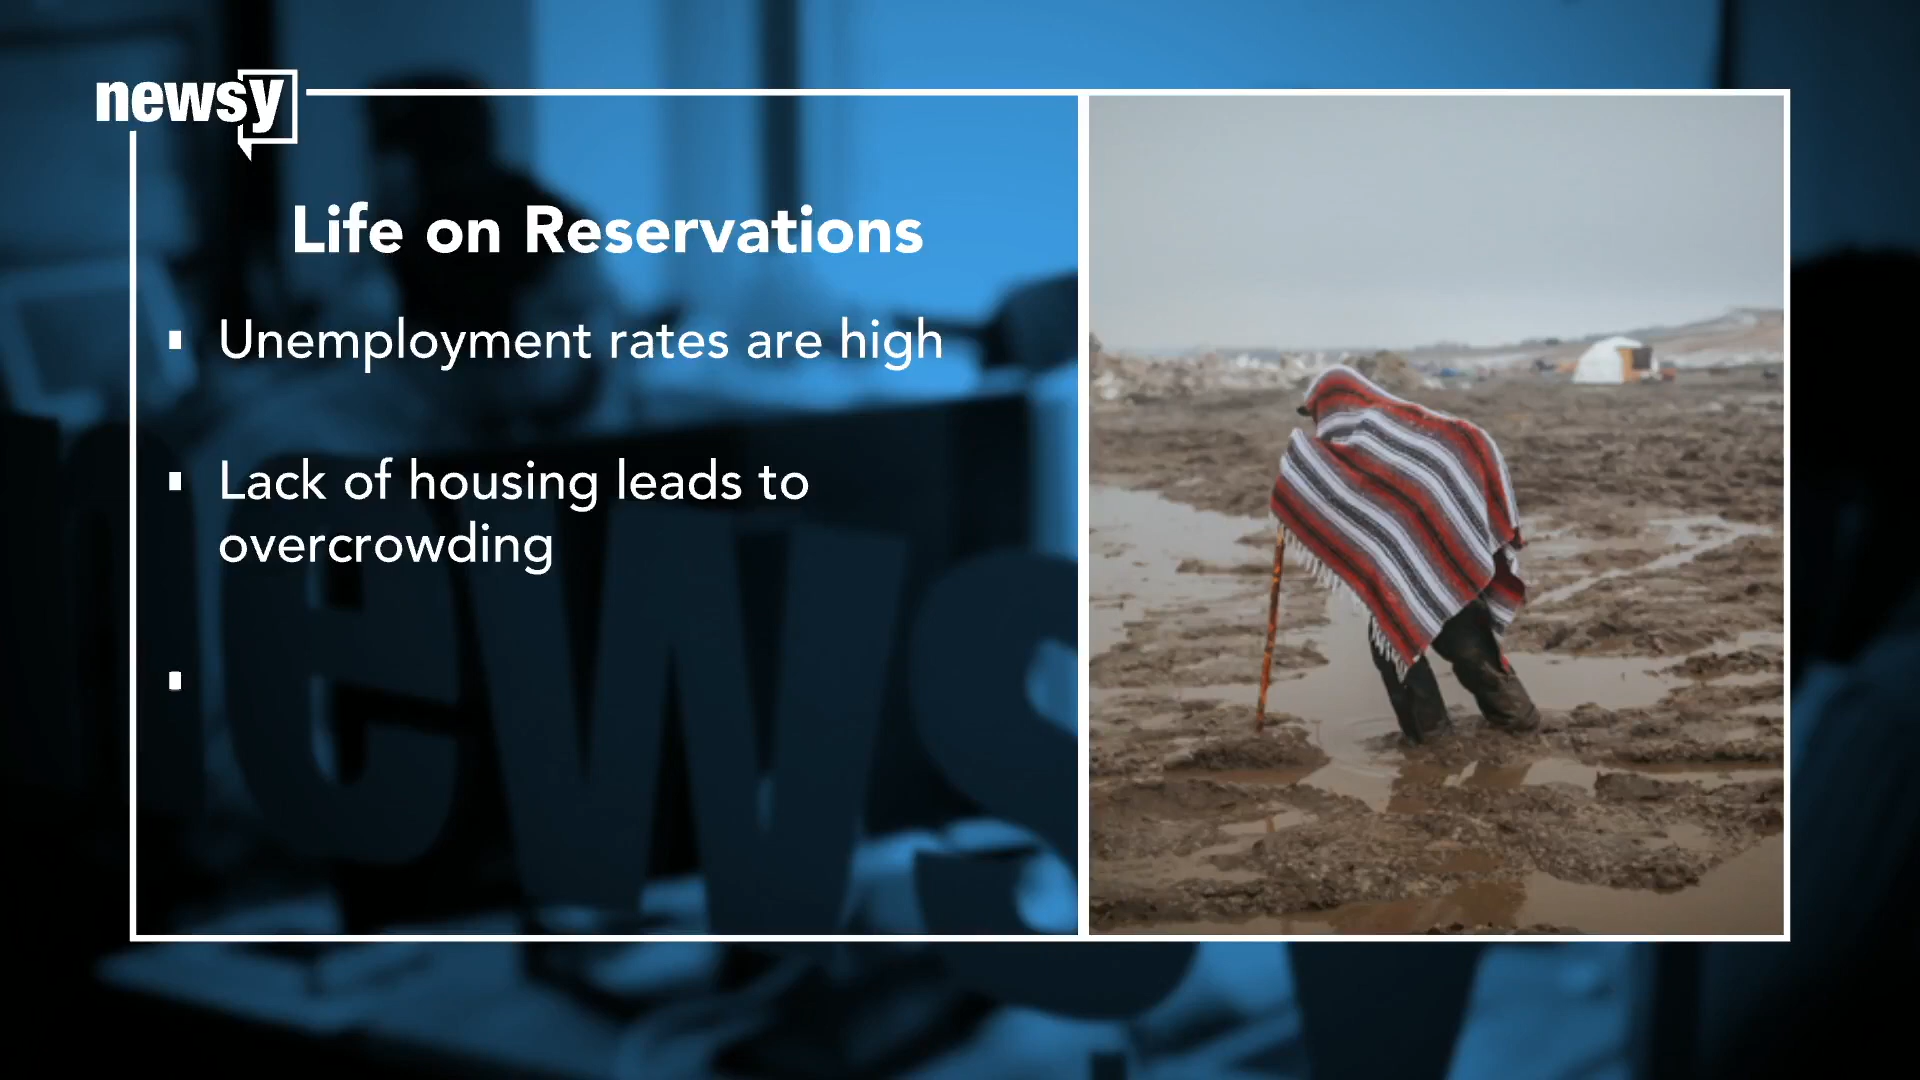 newsy
Life on Reservations
▪ Unemployment rates are high
▪ Lack of housing leads to
overcrowding
▪